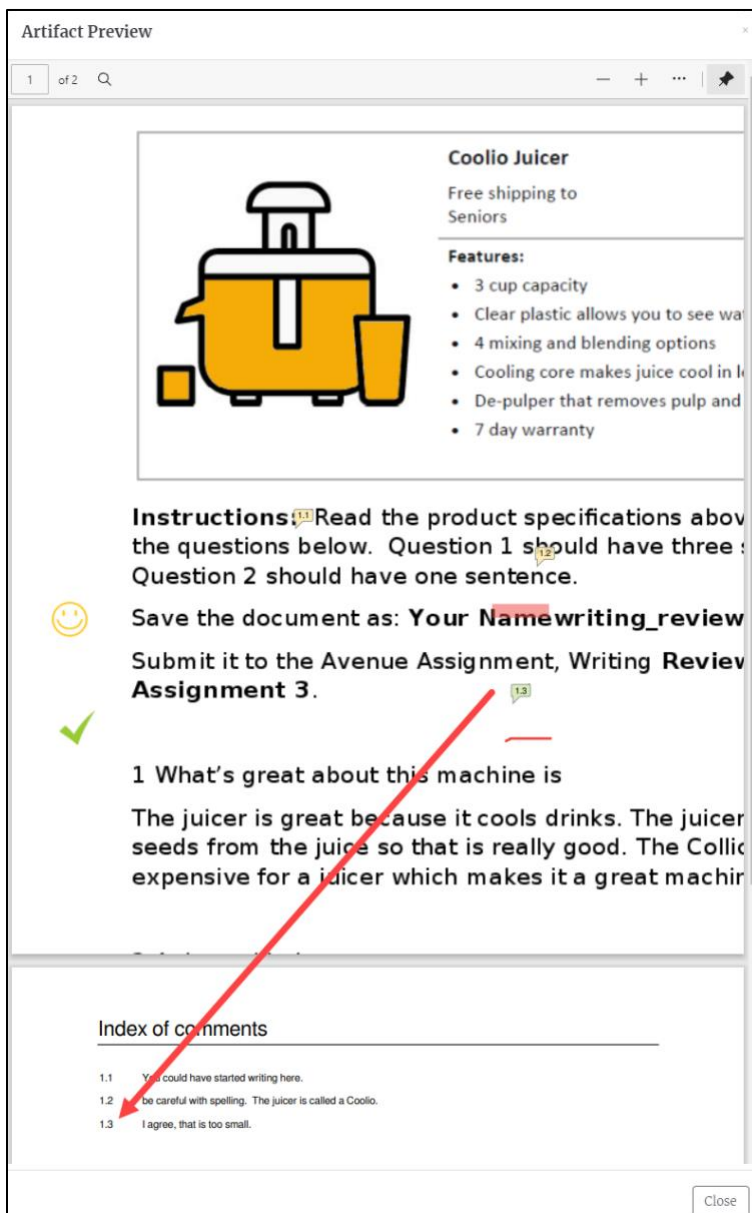 Artifact Preview
1 of 2
Coolio Juicer
Free shipping to
Seniors
Features:
• 3 cup capacity
• Clear plastic allows you to see
• 4 mixing and blending options
• Cooling core makes juice cool in
• De-pulper that removes pulp and
• 7 day warranty
Instructions: 1.1 Read the product specifications
the questions below. Question 1 should have three
1.2
Question 2 should have one sentence.
Save the document as: Your Namewriting_review
Submit it to the Avenue Assignment, Writing
Assignment 3.
1.3
1 What's great about this machine is
The juicer is great because it cools drinks. The juicer
seeds from the juice so that is really good. The
expensive for a juicer which makes it a great
Index of comments
1.1 You could have started writing here.
1.2 be careful with spelling. The juicer is called a Coolio.
1.3 I agree, that is too small.
Close